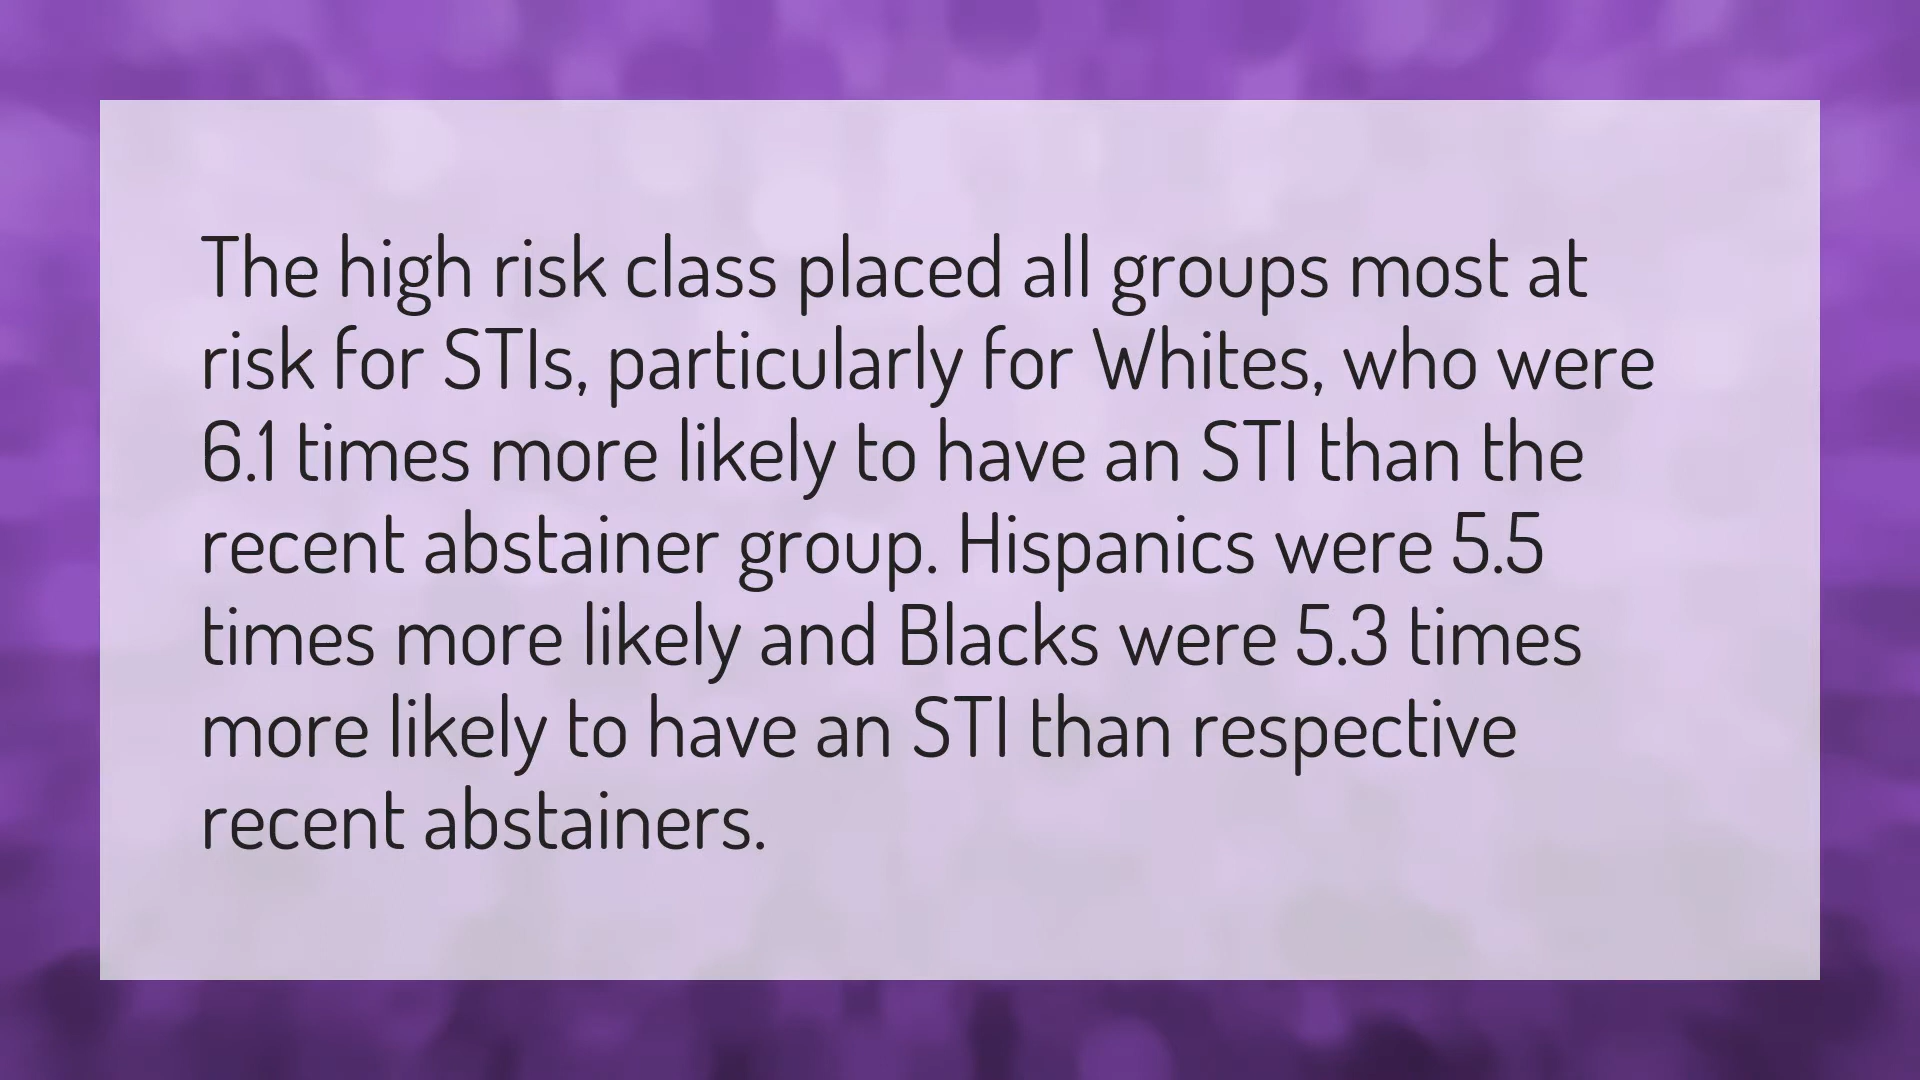 The high risk class placed all groups most at
risk for STIs, particularly for Whites, who were
6.1 times more likely to have an STI than the
recent abstainer group. Hispanics were 5.5
times more likely and Blacks were 5.3 times
more likely to have an STI than respective
recent abstainers.